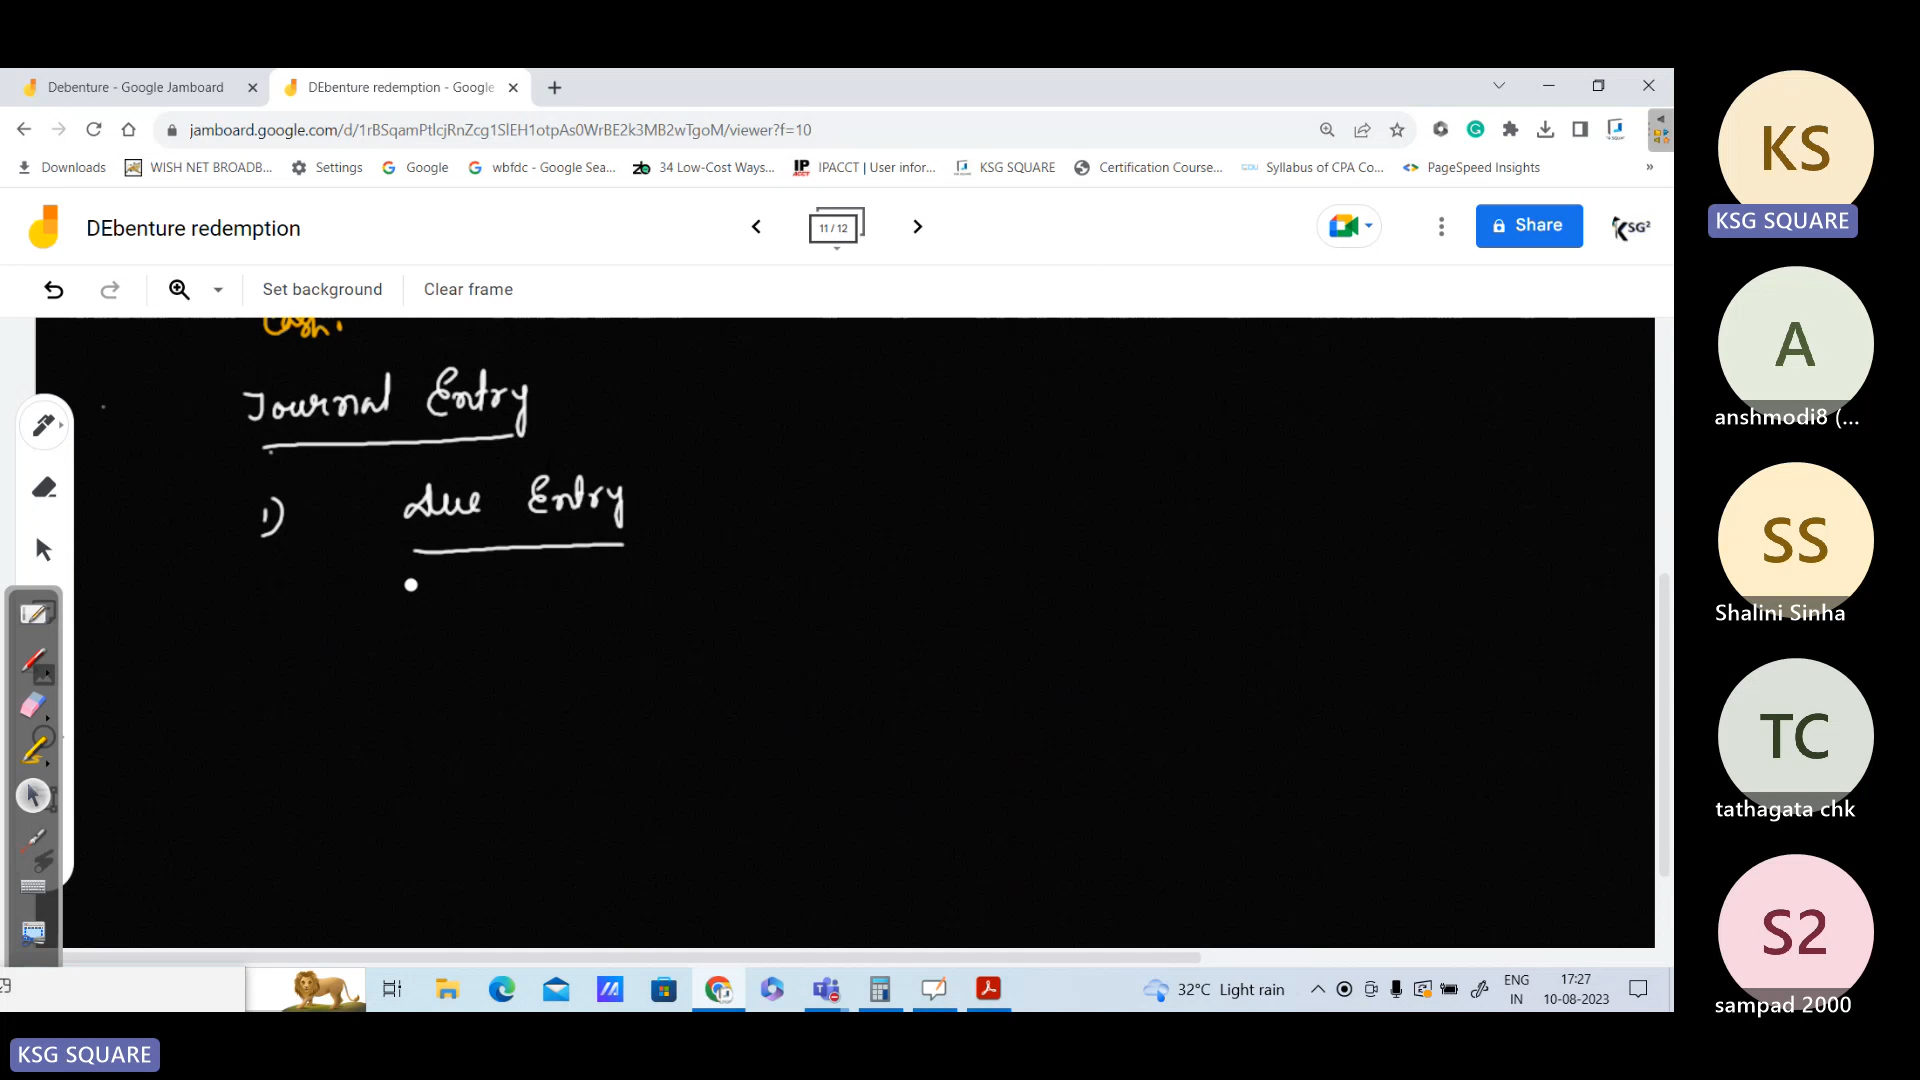 Debenture - Google Jamboard
DEbenture redemption - Google
jamboard.google.com/d/1rBSqamPtlcjRnZcg1SlEH1otpAs0WrBE2k3MB2wTgoM/viewer?f=10
Downloads WISH NET BROADB... Settings Google wbfdc - Google Sea... 34 Low-Cost Ways... IPACCT | User infor... KSG SQUARE Certification Course... Syllabus of CPA Co... PageSpeed Insights »
DEbenture redemption
11 / 12
Share
KSG²
Set background
Clear frame
Cash.
Journal Entry
1) Due Entry
32°C Light rain
ENG
IN
17:27
10-08-2023
KS
KSG SQUARE
A
anshmodi8 (...
SS
Shalini Sinha
TC
tathagata chk
S2
sampad 2000
KSG SQUARE